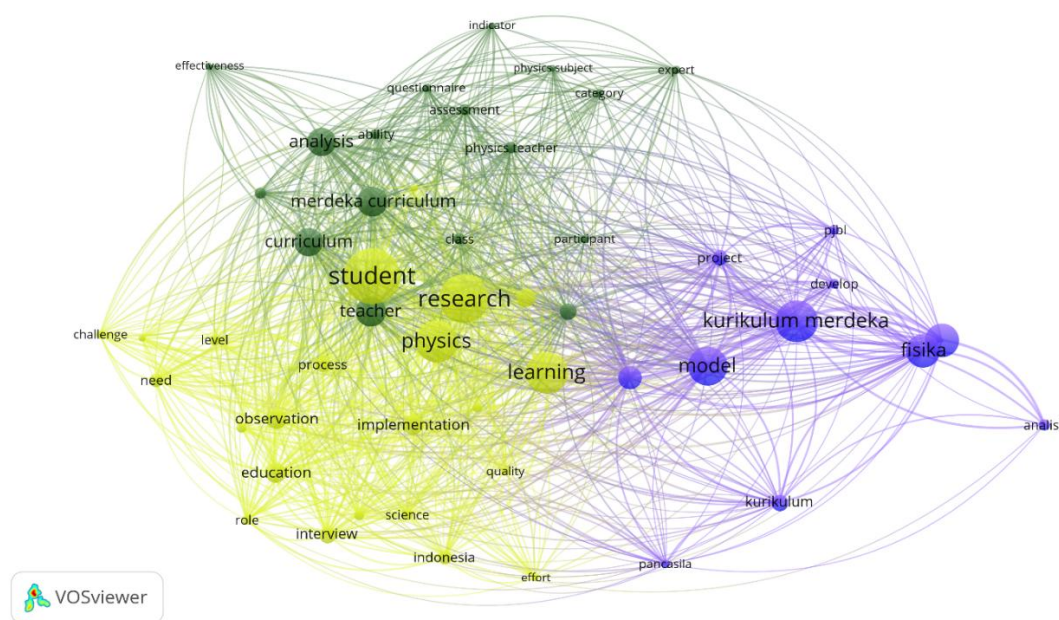 indicator
effectiveness
physics subject
expert
questionnaire
category
assessment
ability
analysis
physics teacher
merdeka curriculum
pjbl
curriculum
class
participant
project
student
develop
research
teacher
kurikulum merdeka
challenge
level
physics
fisika
process
model
learning
need
observation
implementation
analis
education
quality
kurikulum
role
science
interview
indonesia
pancasila
effort
VOSviewer